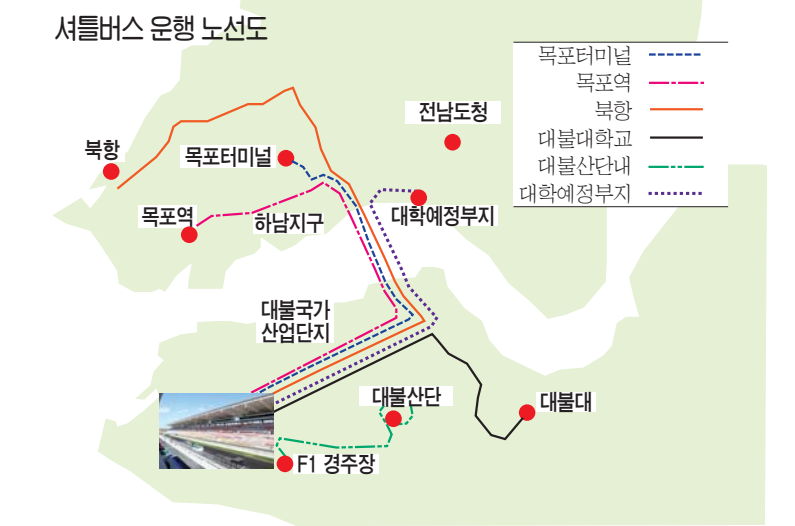 셔틀버스 운행 노선도
목포터미널
목포역
북항
대불대학교
대불산단내
대학예정부지
전남도청
북항
목포터미널
목포역
하남지구
대학예정부지
대불국가
산업단지
대불산단
대불대
F1 경주장